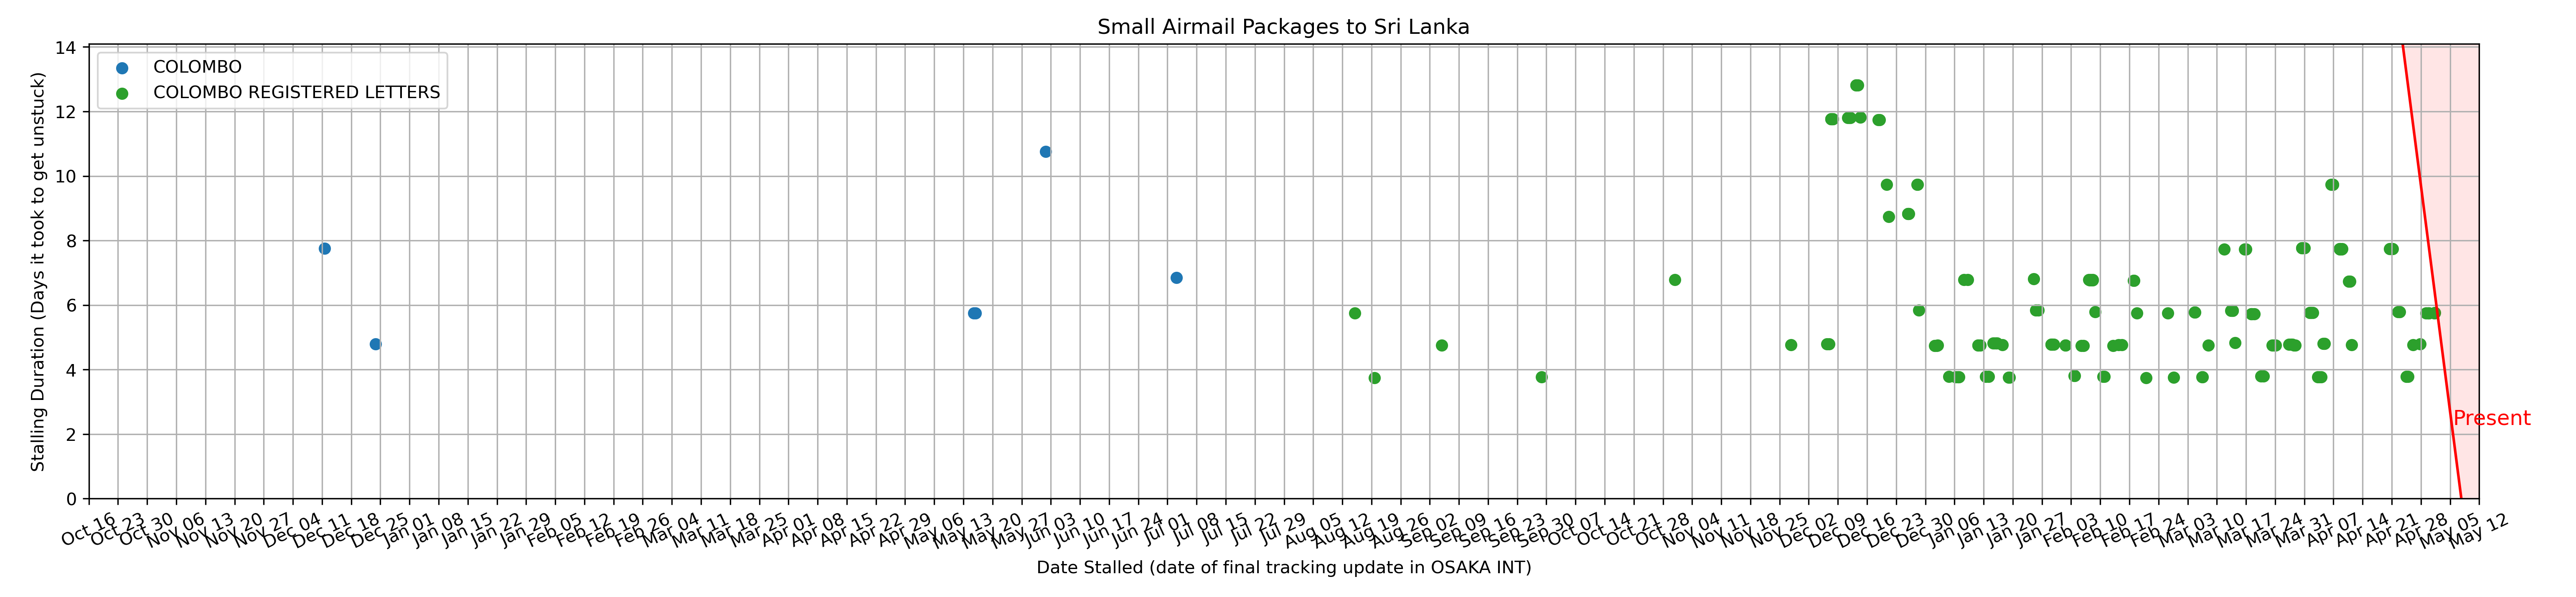 Small Airmail Packages to Sri Lanka
Stalling Duration (Days it took to get unstuck)
14
12
10
8
6
4
2
0
COLOMBO
COLOMBO REGISTERED LETTERS
Present
Oct 16
Oct 23
Oct 30
Nov 06
Nov 13
Nov 20
Nov 27
Dec 04
Dec 11
Dec 18
Dec 25
Jan 01
Jan 08
Jan 15
Jan 22
Jan 29
Feb 05
Feb 12
Feb 19
Feb 26
Mar 04
Mar 11
Mar 18
Mar 25
Apr 01
Apr 08
Apr 15
Apr 22
Apr 29
May 06
May 13
May 20
May 27
Jun 03
Jun 10
Jun 17
Jun 24
Jul 01
Jul 08
Jul 15
Jul 22
Jul 29
Aug 05
Aug 12
Aug 19
Aug 26
Sep 02
Sep 09
Sep 16
Sep 23
Sep 30
Oct 07
Oct 14
Oct 21
Oct 28
Nov 04
Nov 11
Nov 18
Nov 25
Dec 02
Dec 09
Dec 16
Dec 23
Dec 30
Jan 06
Jan 13
Jan 20
Jan 27
Feb 03
Feb 10
Feb 17
Feb 24
Mar 03
Mar 10
Mar 17
Mar 24
Mar 31
Apr 07
Apr 14
Apr 21
Apr 28
May 05
May 12
Date Stalled (date of final tracking update in OSAKA INT)